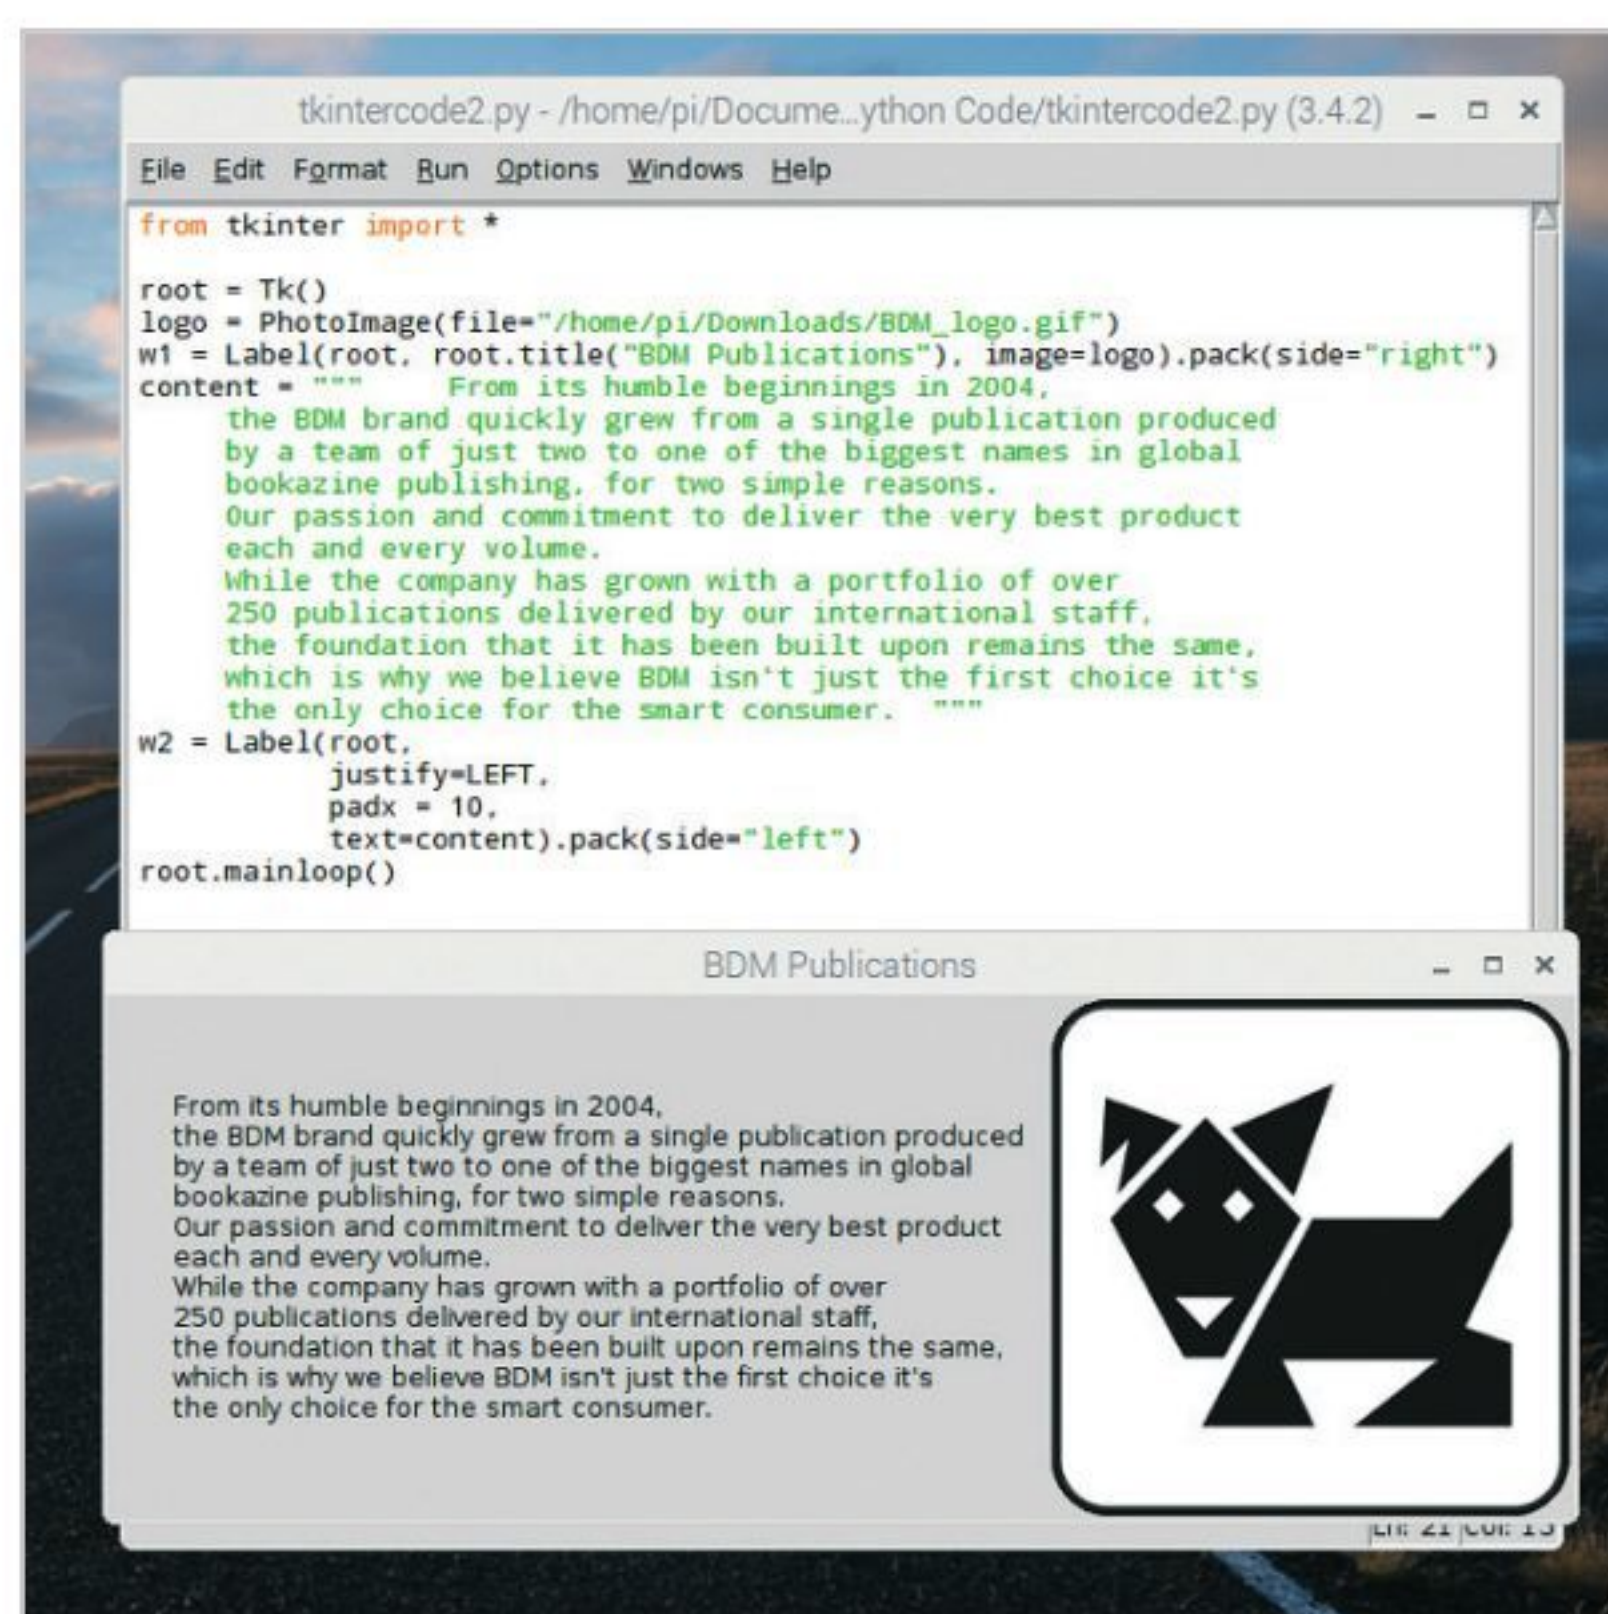 tkintercode2.py - /home/pi/Docume...ython Code/tkintercode2.py (3.4.2)
File Edit Format Run Options Windows Help
from tkinter import *
root = Tk()
logo = PhotoImage(file="/home/pi/Downloads/BDM_logo.gif")
w1 = Label(root, root.title("BDM Publications"), image=logo).pack(side="right")
content = """     From its humble beginnings in 2004,
the BDM brand quickly grew from a single publication produced
by a team of just two to one of the biggest names in global
bookazine publishing, for two simple reasons.
Our passion and commitment to deliver the very best product
each and every volume.
While the company has grown with a portfolio of over
250 publications delivered by our international staff,
the foundation that it has been built upon remains the same,
which is why we believe BDM isn't just the first choice it's
the only choice for the smart consumer.  """
w2 = Label(root,
justify=LEFT,
padx = 10,
text=content).pack(side="left")
root.mainloop()
BDM Publications
From its humble beginnings in 2004,
the BDM brand quickly grew from a single publication produced
by a team of just two to one of the biggest names in global
bookazine publishing, for two simple reasons.
Our passion and commitment to deliver the very best product
each and every volume.
While the company has grown with a portfolio of over
250 publications delivered by our international staff,
the foundation that it has been built upon remains the same,
which is why we believe BDM isn't just the first choice it's
the only choice for the smart consumer.
Ln: 21 Col: 15